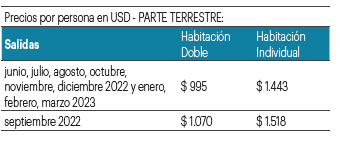 Precios por persona en USD - PARTE TERRESTRE:
Salidas Habitación Doble Habitación Individual
junio, julio, agosto, octubre,
noviembre, diciembre 2022 y enero, $ 995 $ 1.443
febrero, marzo 2023
septiembre 2022 $ 1.070 $ 1.518